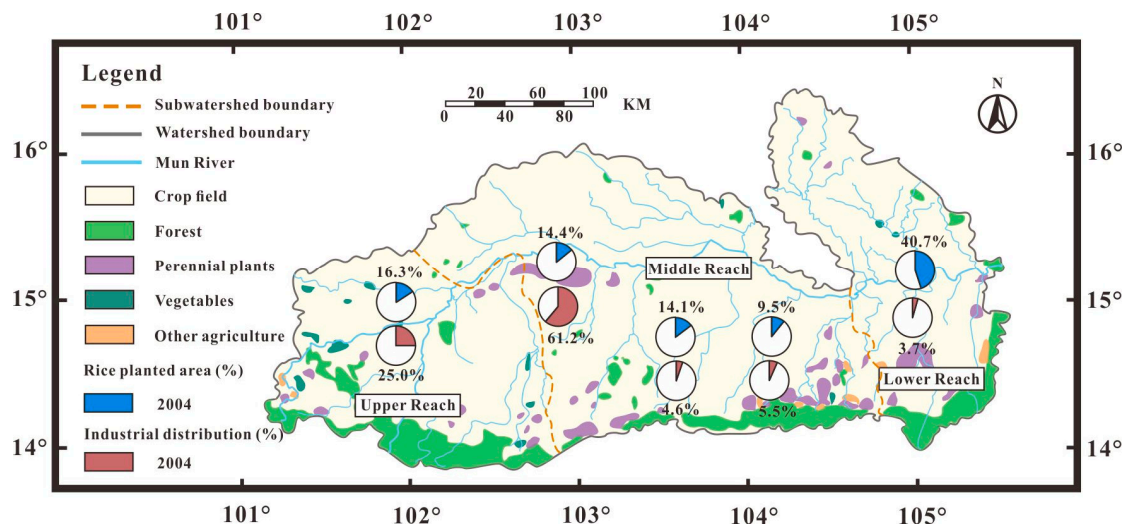 101° 102° 103° 104° 105°
Legend
Subwatershed boundary
Watershed boundary
Mun River
Crop field
Forest
Perennial plants
Vegetables
Other agriculture
Rice planted area (%)
2004
Industrial distribution (%)
2004
20 60 100
0 40 80 KM
N
16° 16°
15° 15°
14° 14°
16.3%
25.0%
Upper Reach
14.4%
61.2%
Middle Reach
14.1%
4.6%
9.5%
5.5%
40.7%
3.7%
Lower Reach
101° 102° 103° 104° 105°